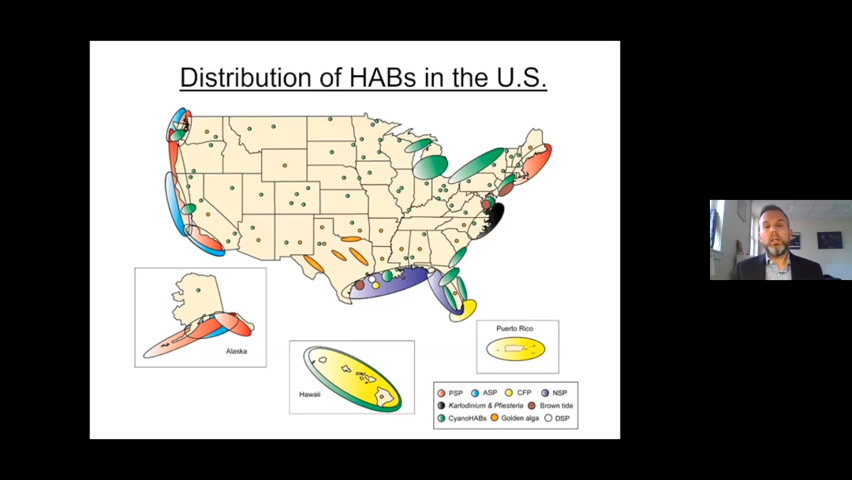 Distribution of HABs in the U.S.
Alaska
Hawaii
Puerto Rico
PSP ASP CFP NSP
Karlodinium & Pfiesteria Brown tide
CyanoHABs Golden alga DSP